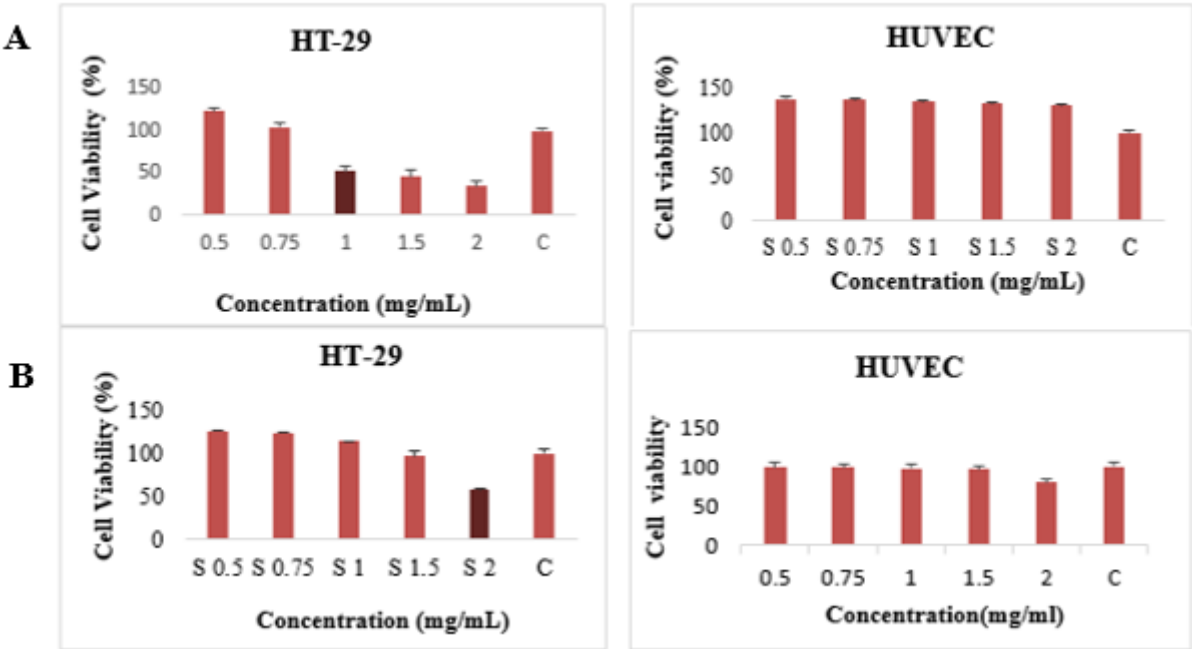 A
HT-29
Cell Viability (%)
150
100
50
0
0.5 0.75 1 1.5 2 C
Concentration (mg/mL)
HUVEC
Cell viability (%)
150
100
50
0
S 0.5 S 0.75 S 1 S 1.5 S 2 C
Concentration (mg/mL)
B
HT-29
Cell Viability (%)
150
100
50
0
S 0.5 S 0.75 S 1 S 1.5 S 2 C
Concentration (mg/mL)
HUVEC
Cell viability
150
100
50
0
0.5 0.75 1 1.5 2 C
Concentration(mg/ml)